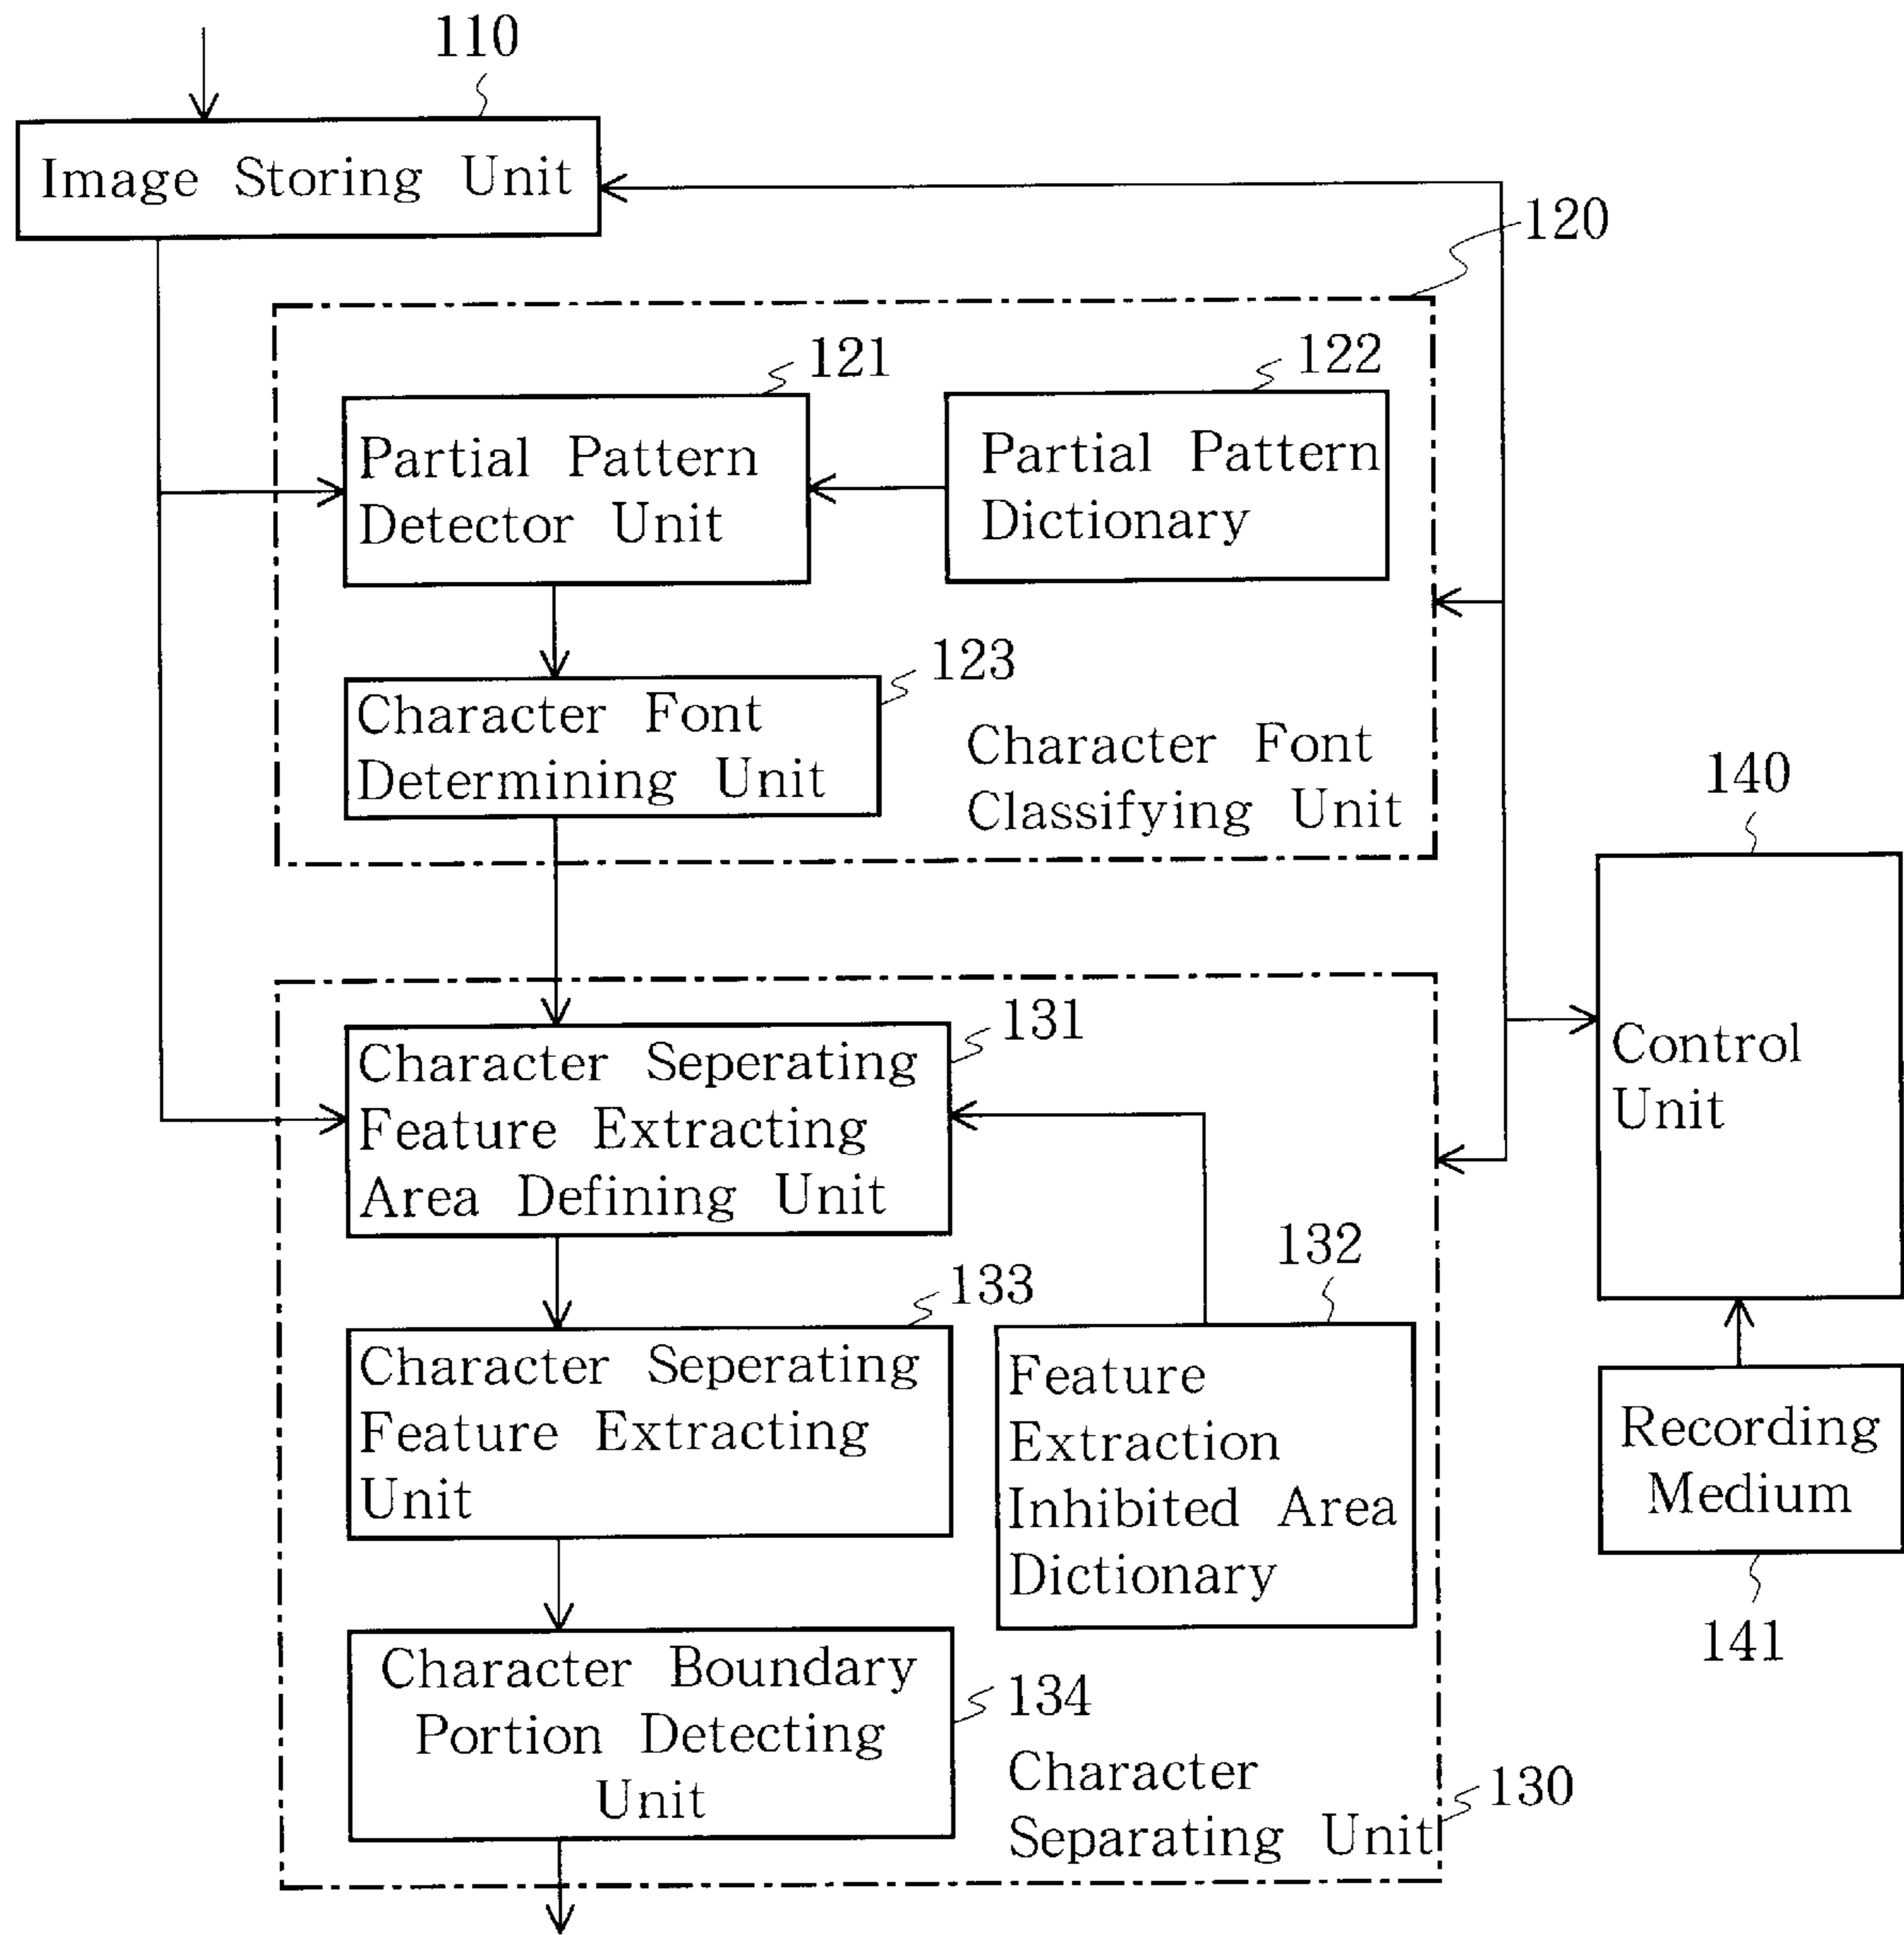 110
Image Storing Unit
120
121
122
Partial Pattern
Detector Unit
Partial Pattern
Dictionary
123
Character Font
Determining Unit
Character Font
Classifying Unit
140
Control
Unit
131
Character Seperating
Feature Extracting
Area Defining Unit
132
133
Character Seperating
Feature Extracting
Unit
Feature
Extraction
Inhibited Area
Dictionary
Recording
Medium
141
Character Boundary
Portion Detecting
Unit
134
Character
Separating Unit
130